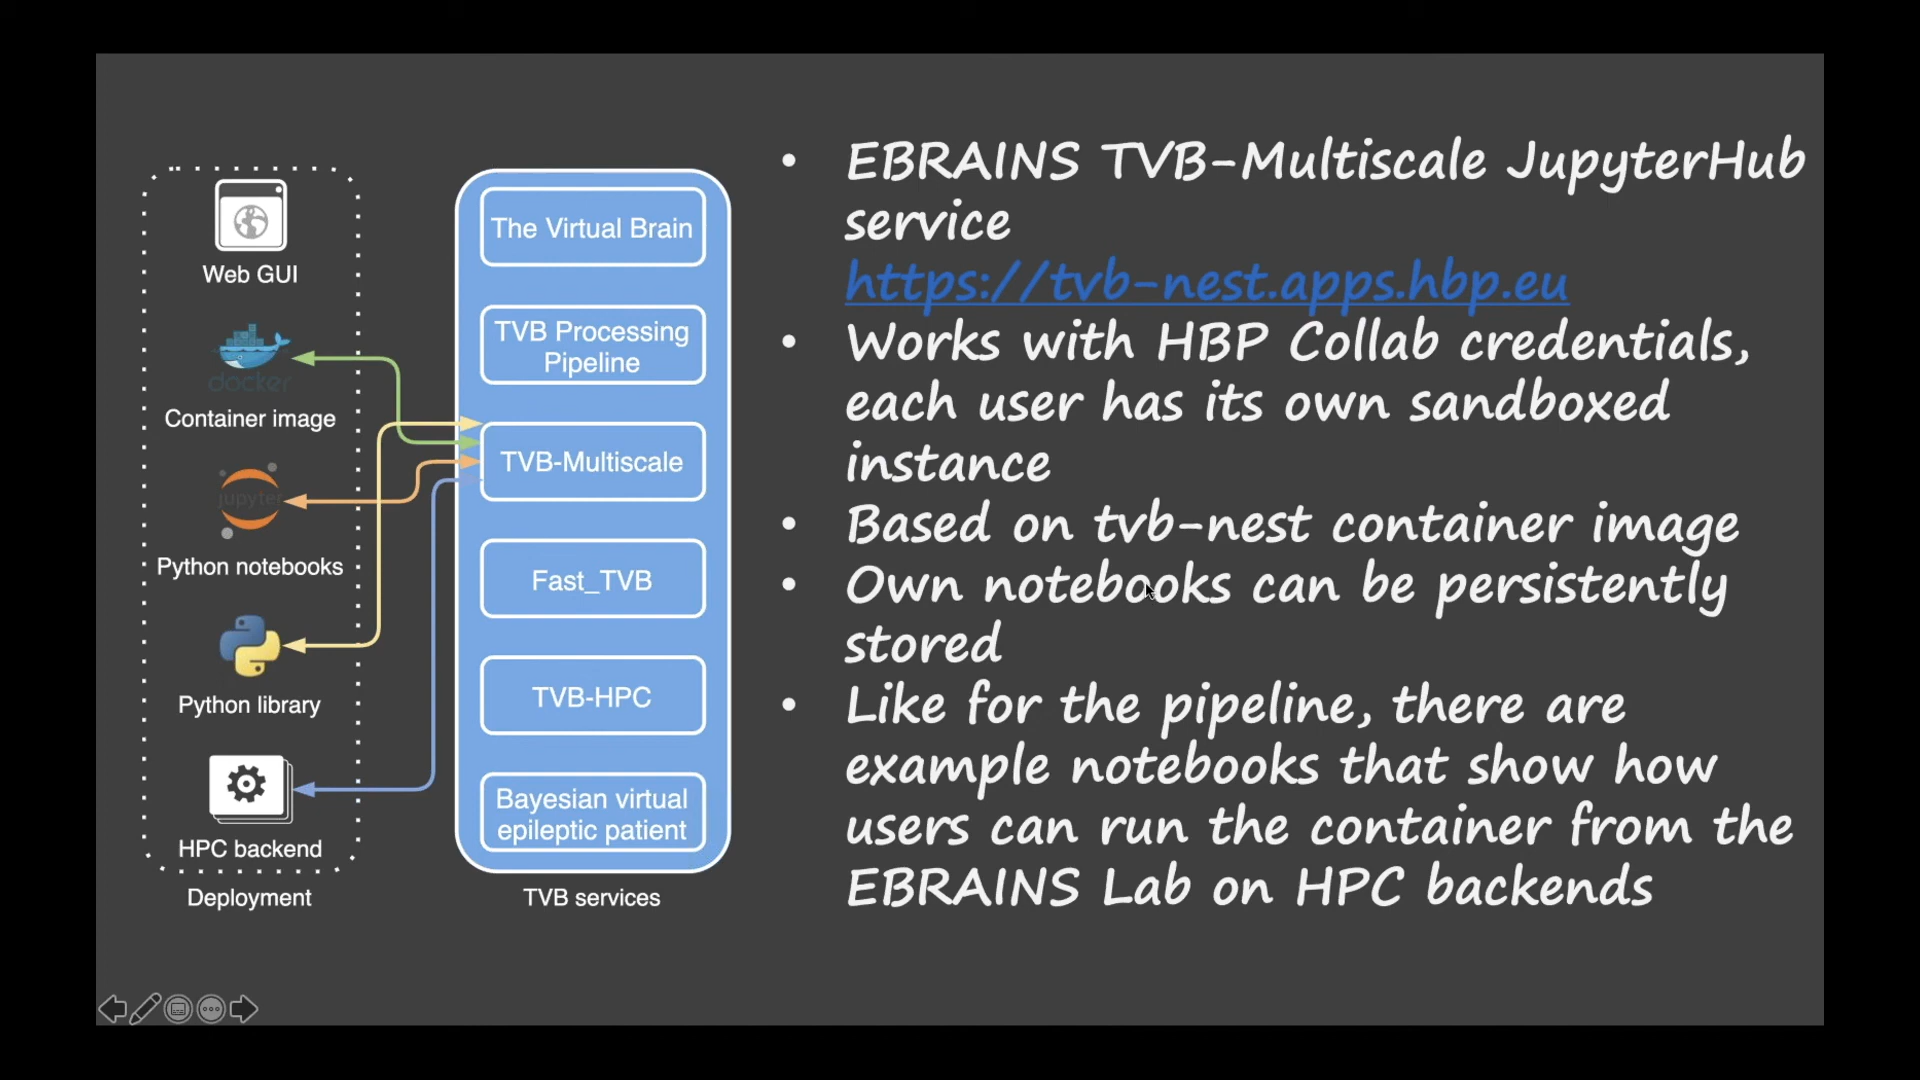 Web GUI
docker
Container image
jupyter
Python notebooks
Python library
HPC backend
Deployment
The Virtual Brain
TVB Processing
Pipeline
TVB-Multiscale
Fast_TVB
TVB-HPC
Bayesian virtual
epileptic patient
TVB services
• EBRAINS TVB-Multiscale JupyterHub
service
https://tvb-nest.apps.hbp.eu
• Works with HBP Collab credentials,
each user has its own sandboxed
instance
• Based on tvb-nest container image
• Own notebooks can be persistently
stored
• Like for the pipeline, there are
example notebooks that show how
users can run the container from the
EBRAINS Lab on HPC backends